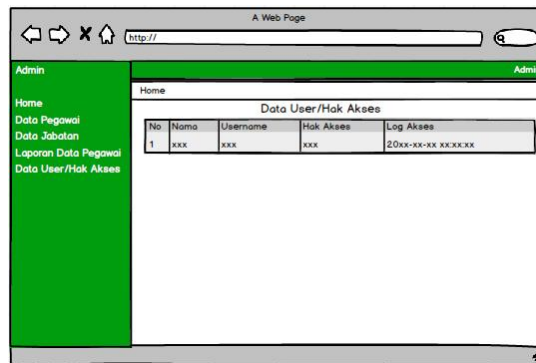 A Web Page
http://
Admin
Admi
Home
Home
Data Pegawai
Data Jabatan
Laporan Data Pegawai
Data User/Hak Akses
Data User/Hak Akses
No Nama Username Hak Akses Log Akses
1 xxx xxx xxx 20xx-xx-xx xx:xx:xx